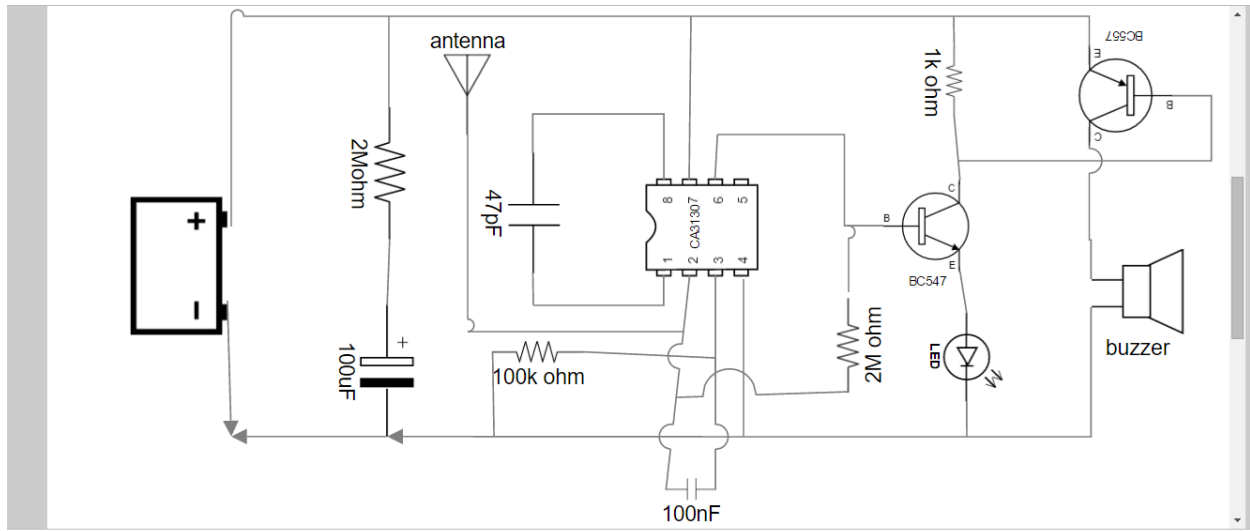 antenna
BC557
E
B
C
1k ohm
2Mohm
47pF
8
7
6
5
CA3130
1
2
3
4
B
C
E
BC547
+
-
+
100uF
100k ohm
2M ohm
LED
buzzer
100nF